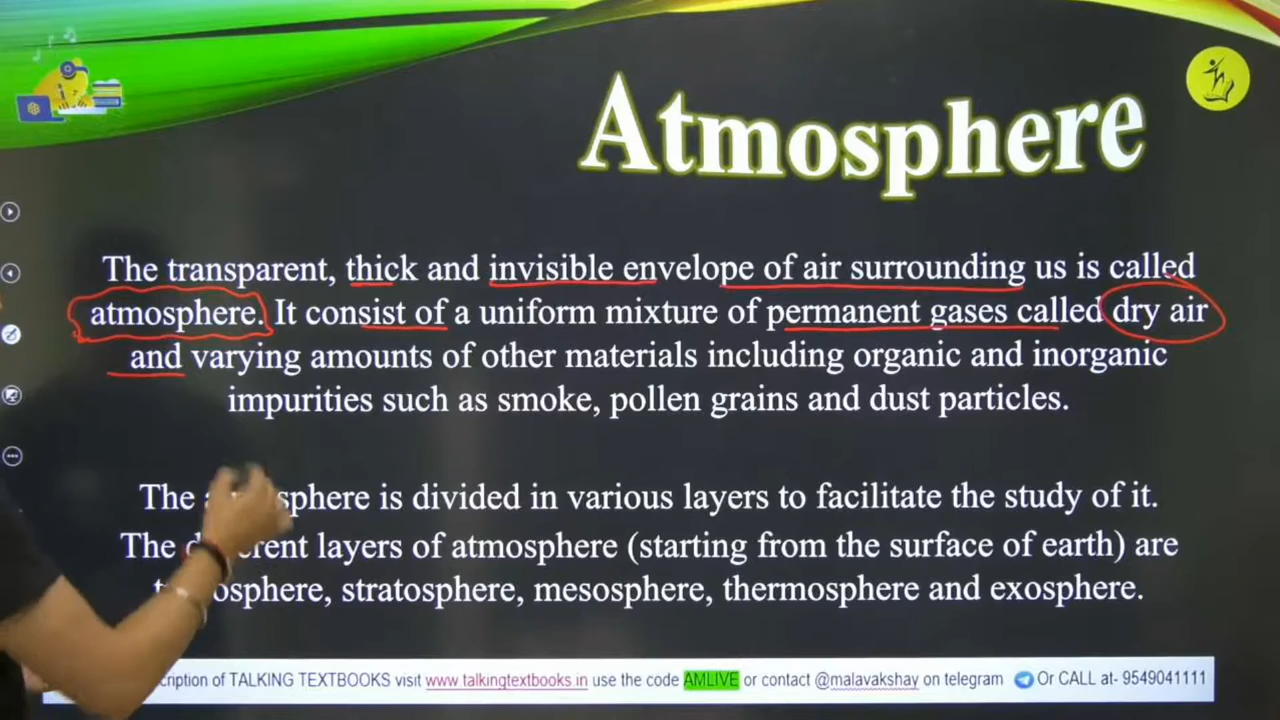 Atmosphere
The transparent, thick and invisible envelope of air surrounding us is called
atmosphere. It consist of a uniform mixture of permanent gases called dry air
and varying amounts of other materials including organic and inorganic
impurities such as smoke, pollen grains and dust particles.
The sphere is divided in various layers to facilitate the study of it.
The layers of atmosphere (starting from the surface of earth) are
stratosphere, mesosphere, thermosphere and exosphere.
of TALKING TEXTBOOKS visit www.talkingtextbooks.in use the code AMLIVE or contact @malavakshay on telegram Or CALL at- 9549041111